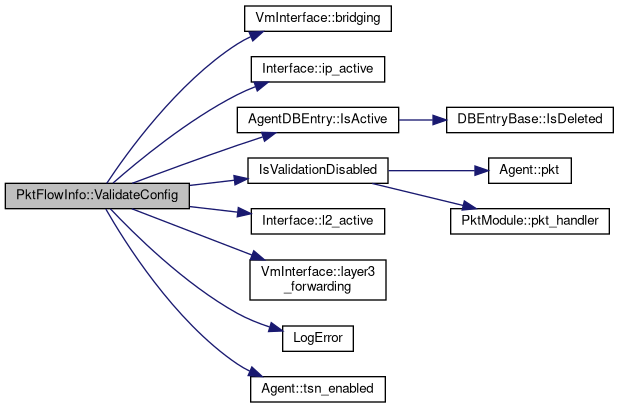 VmInterface::bridging
Interface::ip_active
AgentDBEntry::IsActive
DBEntryBase::IsDeleted
IsValidationDisabled
Agent::pkt
PktFlowInfo::ValidateConfig
PktModule::pkt_handler
Interface::l2_active
VmInterface::layer3
_forwarding
LogError
Agent::tsn_enabled